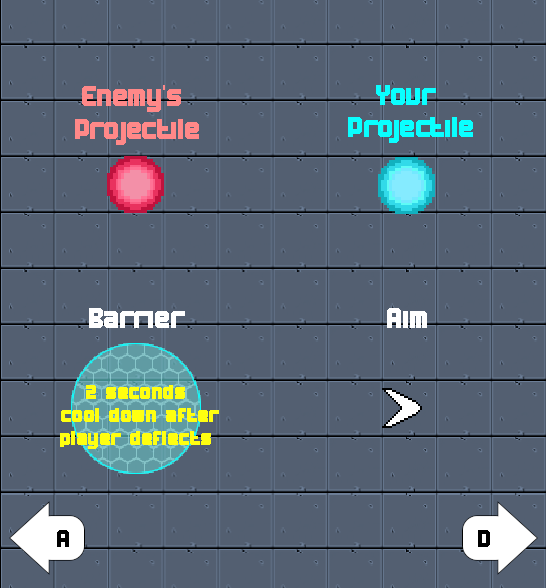 Enemy's
Projectile
Your
Projectile
Barrier
Aim
2 seconds
cool down after
player deflects
A
D